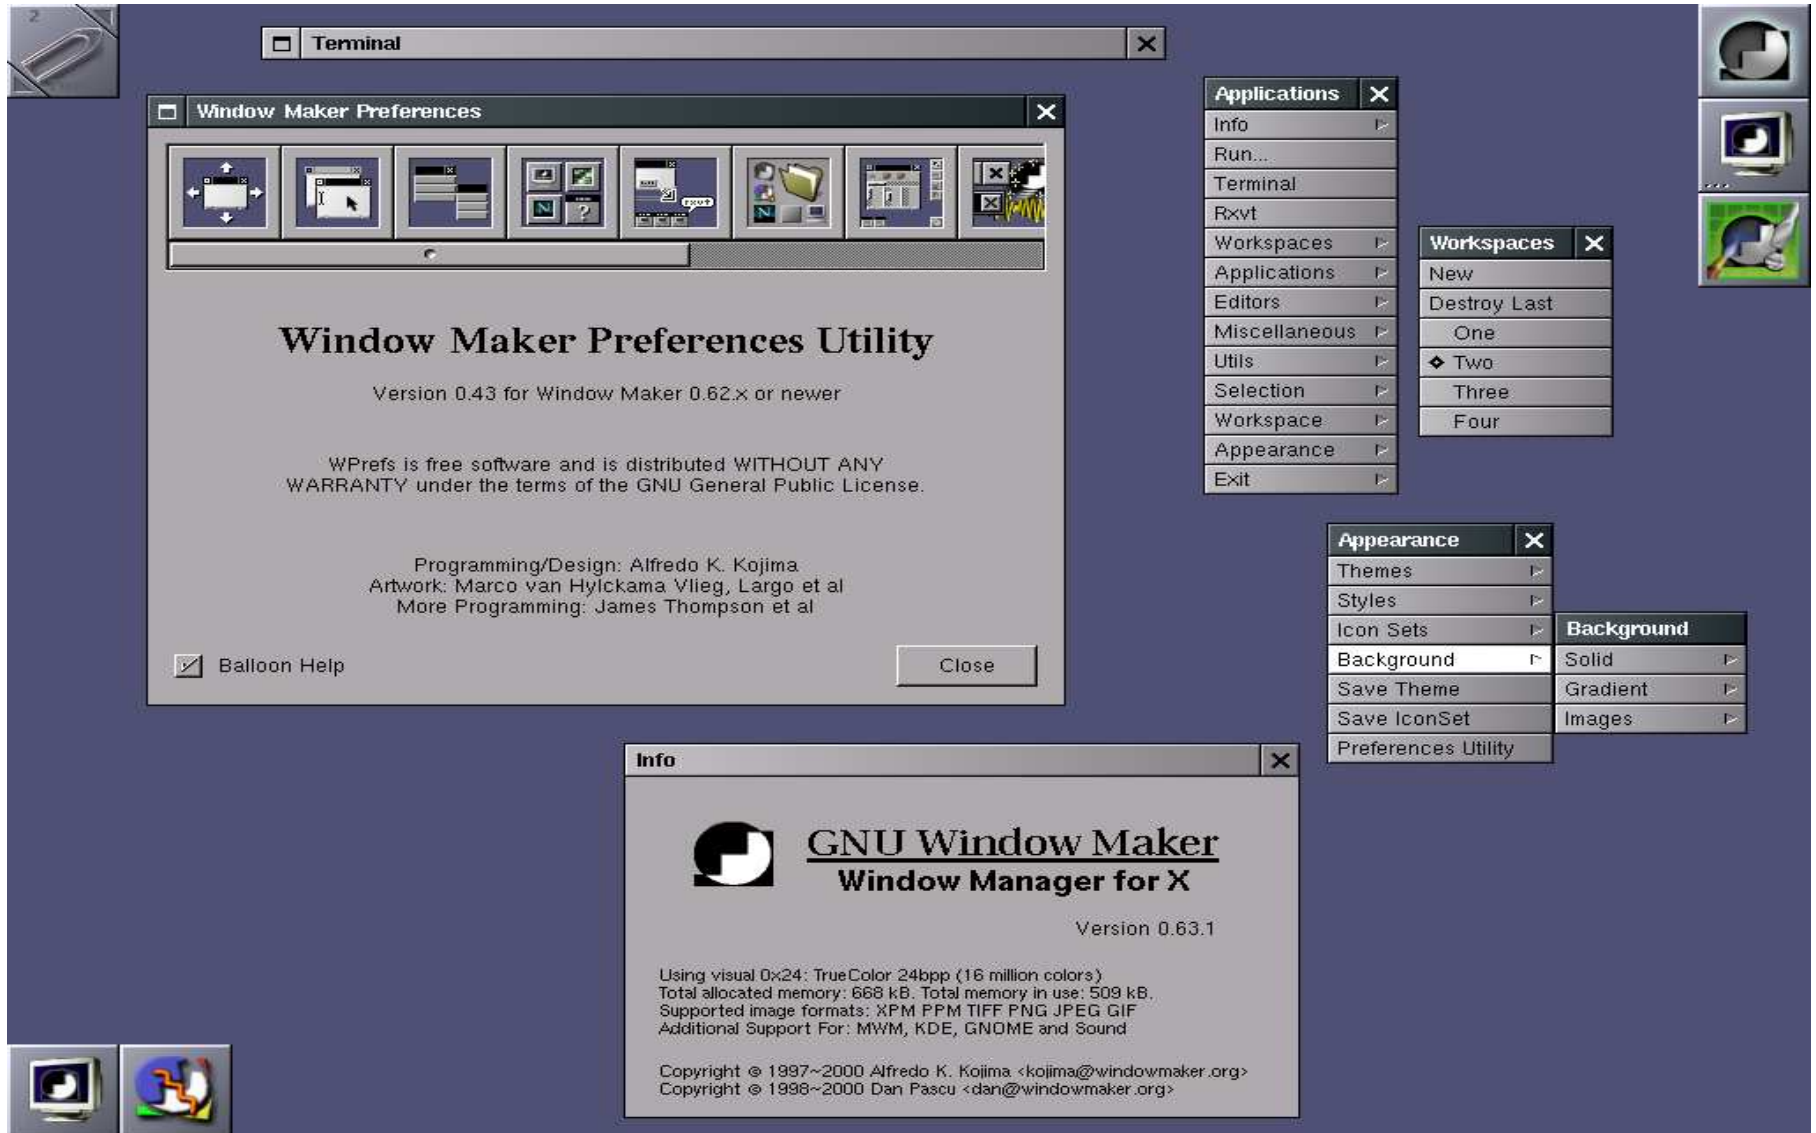 2
Terminal
Window Maker Preferences
rxvt
Window Maker Preferences Utility
Version 0.43 for Window Maker 0.62.x or newer
WPrefs is free software and is distributed WITHOUT ANY
WARRANTY under the terms of the GNU General Public License.
Programming/Design: Alfredo K. Kojima
Artwork: Marco van Hylckama Vlieg, Largo et al
More Programming: James Thompson et al
Balloon Help
Close
Applications
Info
Run...
Terminal
Rxvt
Workspaces
Applications
Editors
Miscellaneous
Utils
Selection
Workspace
Appearance
Exit
Workspaces
New
Destroy Last
One
Two
Three
Four
Appearance
Themes
Styles
Icon Sets
Background
Save Theme
Save IconSet
Preferences Utility
Background
Solid
Gradient
Images
Info
GNU Window Maker
Window Manager for X
Version 0.63.1
Using visual 0x24: TrueColor 24bpp (16 million colors)
Total allocated memory: 668 kB. Total memory in use: 509 kB.
Supported image formats: XPM PPM TIFF PNG JPEG GIF
Additional Support For: MWM, KDE, GNOME and Sound
Copyright © 1997~2000 Alfredo K. Kojima <kojima@windowmaker.org>
Copyright © 1998~2000 Dan Pascu <dan@windowmaker.org>